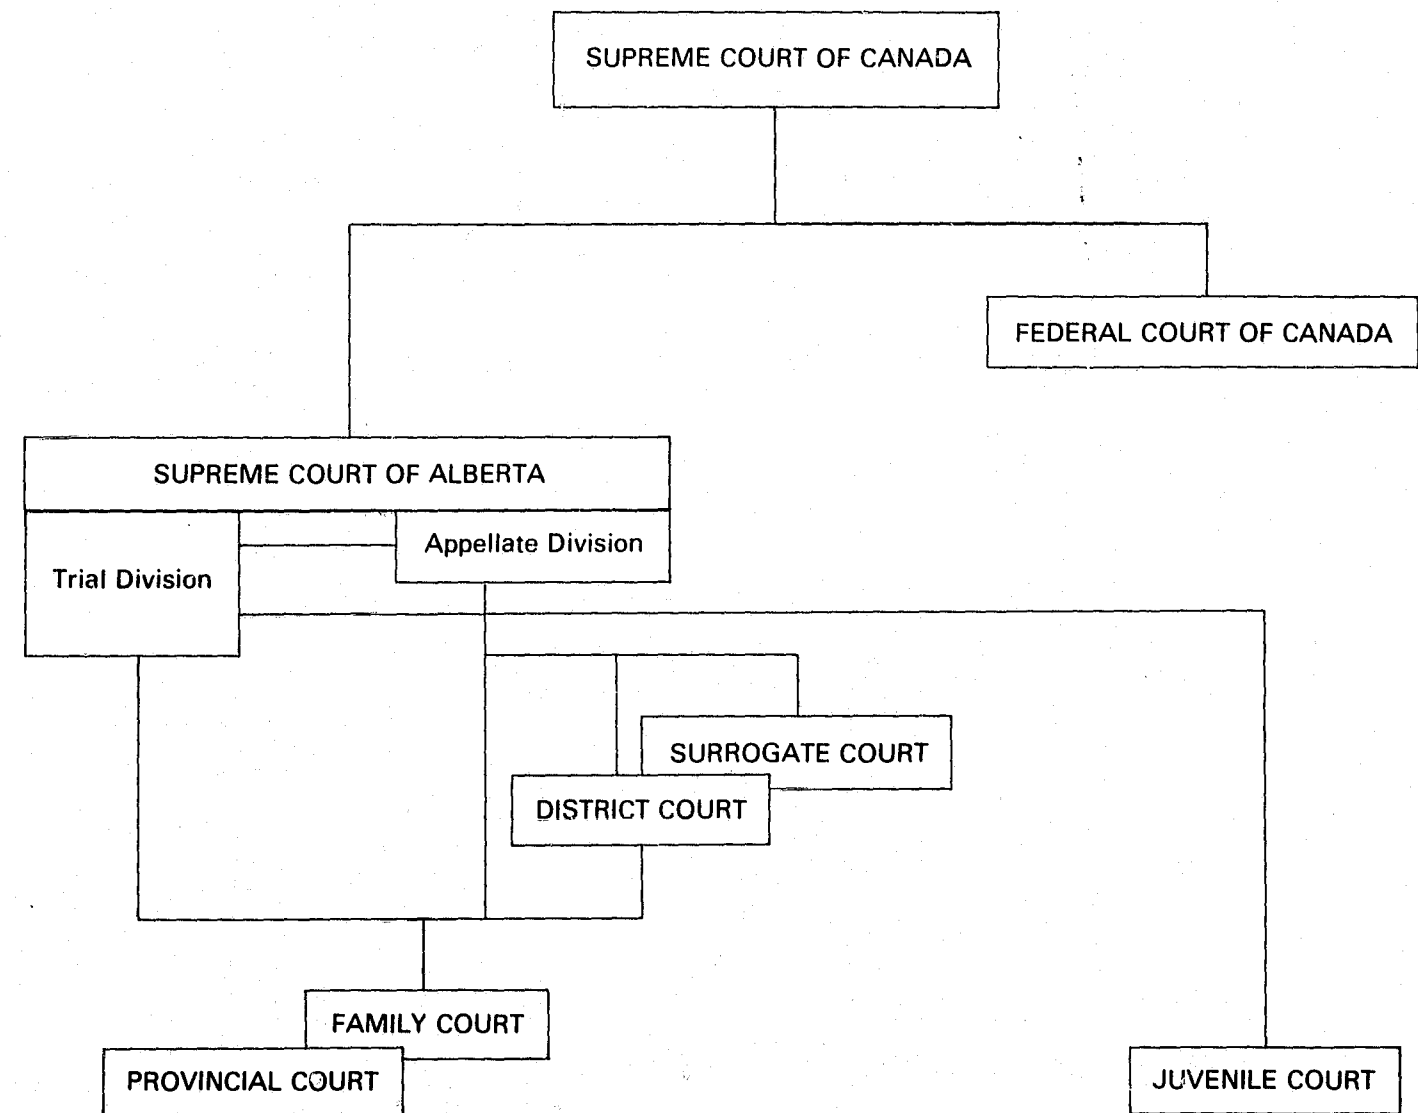 SUPREME COURT OF CANADA
FEDERAL COURT OF CANADA
SUPREME COURT OF ALBERTA
Appellate Division
Trial Division
SURROGATE COURT
DISTRICT COURT
FAMILY COURT
PROVINCIAL COURT
JUVENILE COURT